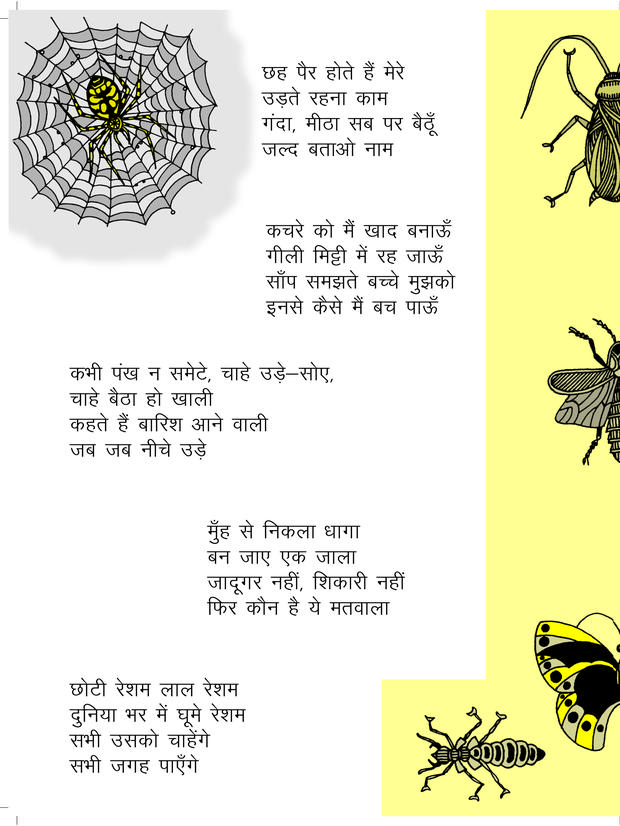 छह पैर होते हैं मेरे
उड़ते रहना काम
गंदा, मीठा सब पर बैठूँ
जल्द बताओ नाम
कचरे को मैं खाद बनाऊँ
गीली मिट्टी में रह जाऊँ
साँप समझते बच्चे मुझको
इनसे कैसे मैं बच पाऊँ
कभी पंख न समेटे, चाहे उड़े–सोए,
चाहे बैठा हो खाली
कहते हैं बारिश आने वाली
जब जब नीचे उड़े
मुँह से निकला धागा
बन जाए एक जाला
जादूगर नहीं, शिकारी नहीं
फिर कौन है ये मतवाला
छोटी रेशम लाल रेशम
दुनिया भर में घूमे रेशम
सभी उसको चाहेंगे
सभी जगह पाएँगे